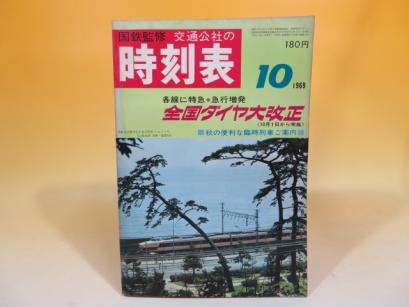 国鉄監修 交通公社の
時刻表
180円
10
1969
各線に特急・急行増発
全国ダイヤ大改正
(10月1日から実施)
秋の便利な臨時列車ご案内